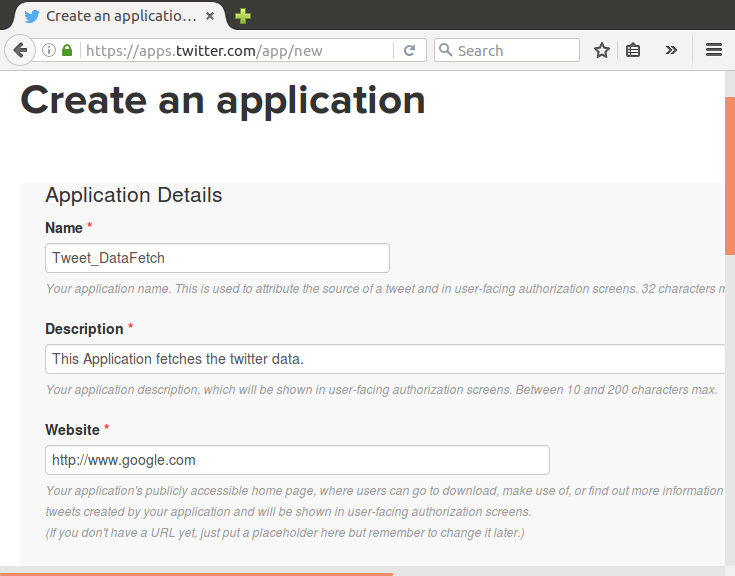 Create an applicatio...
https://apps.twitter.com/app/new
Search
Create an application
Application Details
Name *
Tweet_DataFetch
Your application name. This is used to attribute the source of a tweet and in user-facing authorization screens. 32 characters
Description *
This Application fetches the twitter data.
Your application description, which will be shown in user-facing authorization screens. Between 10 and 200 characters max.
Website *
http://www.google.com
Your application's publicly accessible home page, where users can go to download, make use of, or find out more information
tweets created by your application and will be shown in user-facing authorization screens.
(If you don't have a URL yet, just put a placeholder here but remember to change it later.)